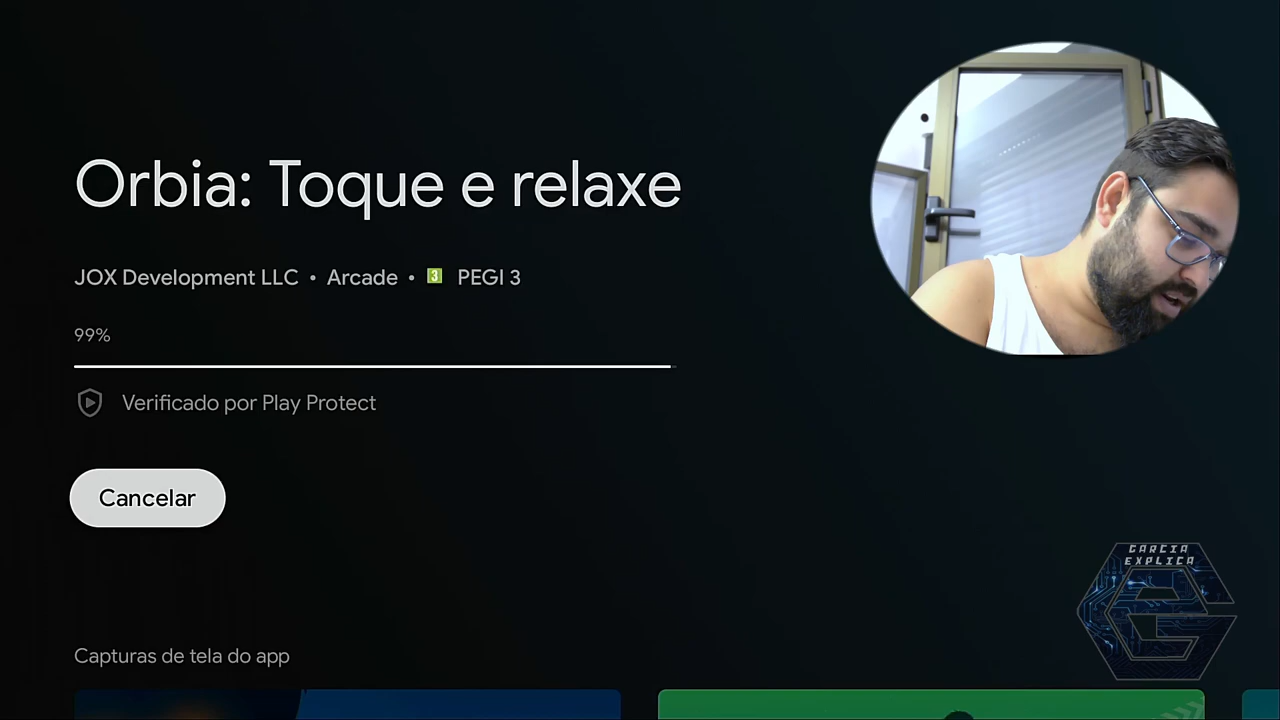 Orbia: Toque e relaxe
JOX Development LLC • Arcade • 3 PEGI 3
99%
Verificado por Play Protect
Cancelar
GARCIA
EXPLICA
Capturas de tela do app